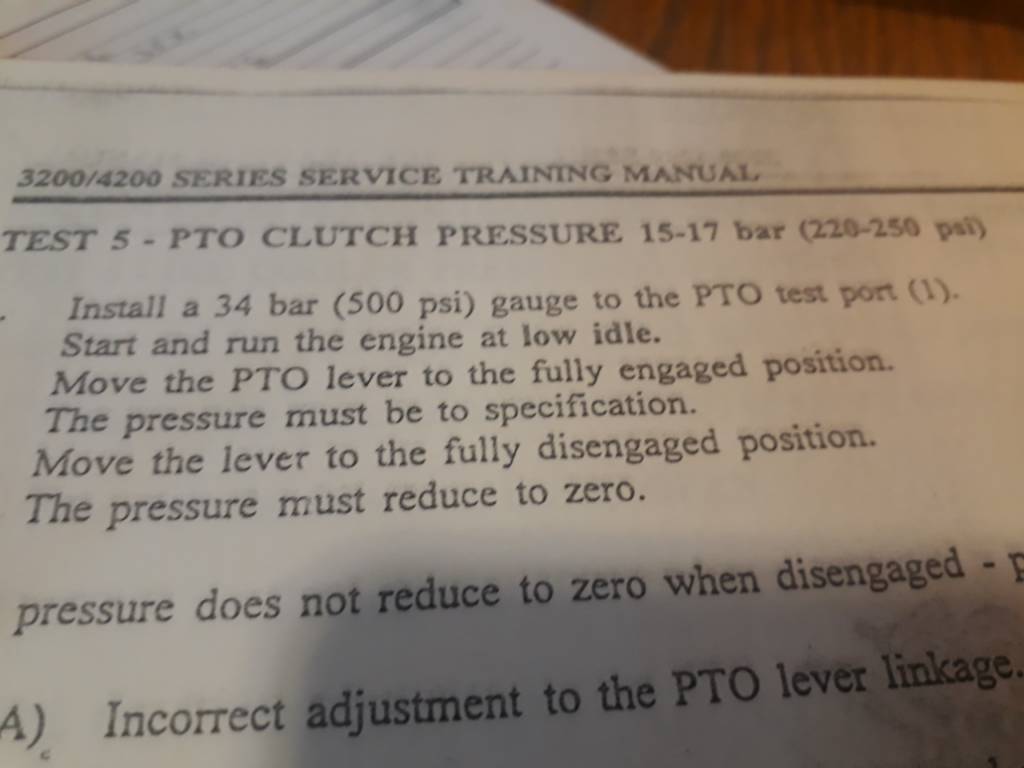 3200/4200 SERIES SERVICE TRAINING MANUAL
TEST 5 - PTO CLUTCH PRESSURE 15-17 bar (220-250 psi)
Install a 34 bar (500 psi) gauge to the PTO test port (1).
Start and run the engine at low idle.
Move the PTO lever to the fully engaged position.
The pressure must be to specification.
Move the lever to the fully disengaged position.
The pressure must reduce to zero.
pressure does not reduce to zero when disengaged - p
A) Incorrect adjustment to the PTO lever linkage.